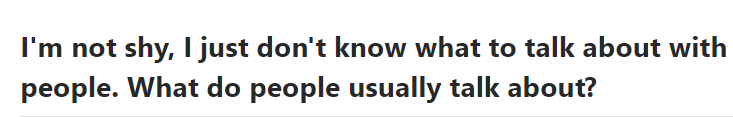 I'm not shy, I just don't know what to talk about with
people. What do people usually talk about?